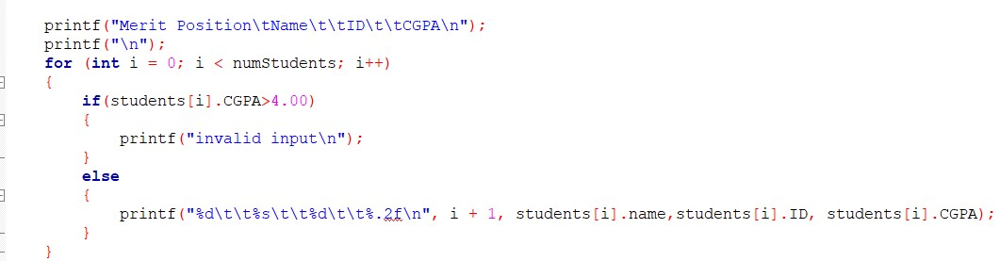 printf("Merit Position\tName\t\tID\t\tCGPA\n");
printf("\n");
for (int i = 0; i < numStudents; i++)
{
if(students[i].CGPA>4.00)
{
printf("invalid input\n");
}
else
{
printf("%d\t\t%s\t\t%d\t\t%.2f\n", i + 1, students[i].name,students[i].ID, students[i].CGPA);
}
}